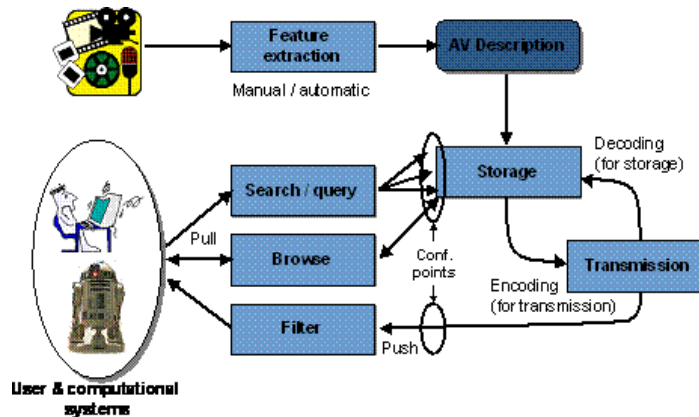 Feature
extraction
AV Description
Manual / automatic
Decoding
(for storage)
Search / query
Storage
Pull
Browse
Conf.
points
Transmission
Encoding
(for transmission)
Filter
Push
User & computational
systems